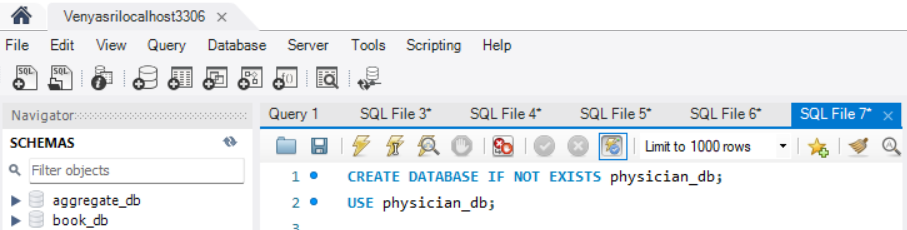 Venyasrilocalhost3306 ×
File Edit View Query Database Server Tools Scripting Help
SQL SQL
Navigator
Query 1 SQL File 3* SQL File 4* SQL File 5* SQL File 6* SQL File 7* ×
SCHEMAS
Limit to 1000 rows
Filter objects
1 CREATE DATABASE IF NOT EXISTS physician_db;
aggregate_db
2 USE physician_db;
book_db
3